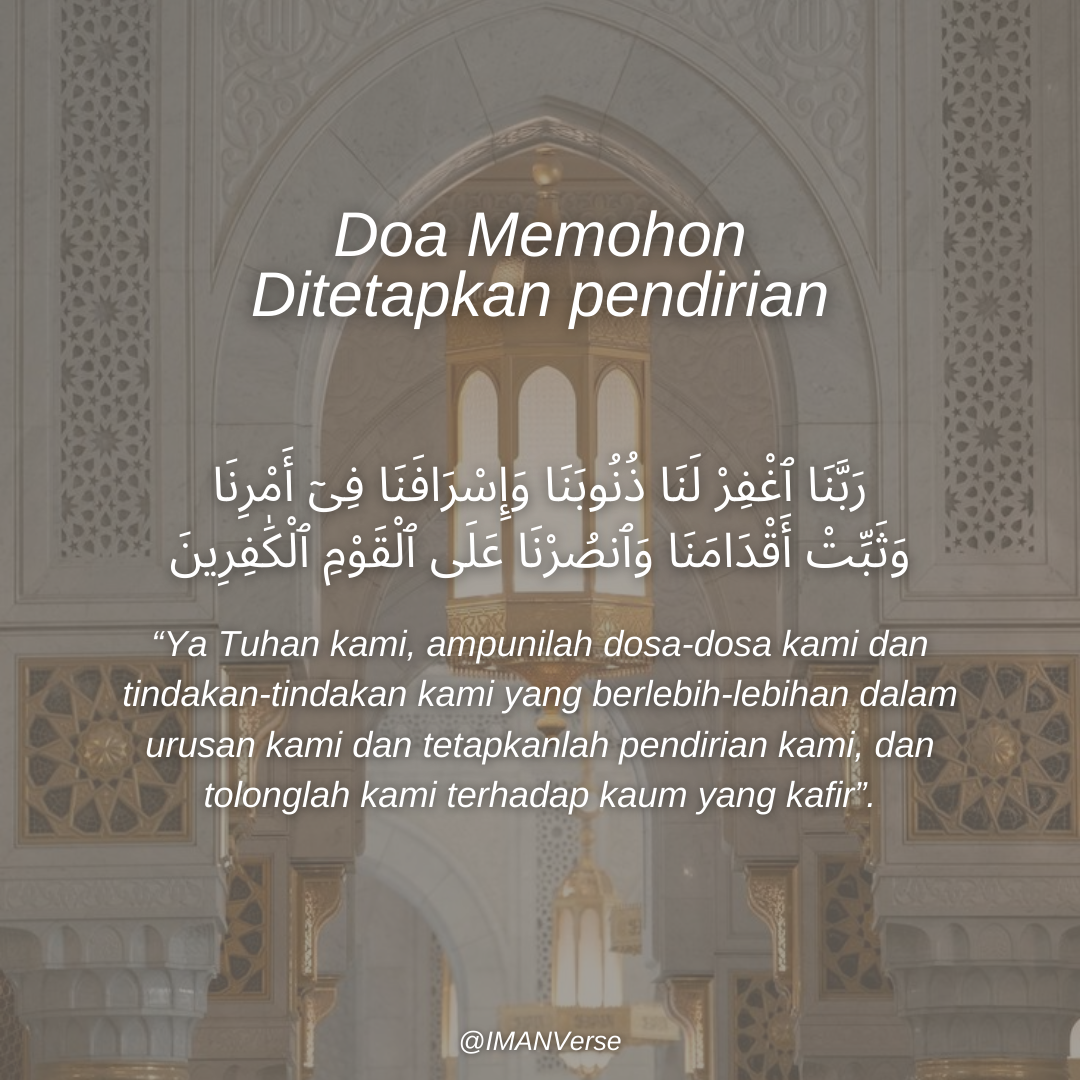 Doa Memohon
Ditetapkan pendirian
رَبَّنَا ٱغْفِرْ لَنَا ذُنُوبَنَا وَإِسْرَافَنَا فِىٓ أَمْرِنَا
وَثَبِّتْ أَقْدَامَنَا وَٱنصُرْنَا عَلَى ٱلْقَوْمِ ٱلْكَٰفِرِينَ
“Ya Tuhan kami, ampunilah dosa-dosa kami dan
tindakan-tindakan kami yang berlebih-lebihan dalam
urusan kami dan tetapkanlah pendirian kami, dan
tolonglah kami terhadap kaum yang kafir”.
@IMANVerse